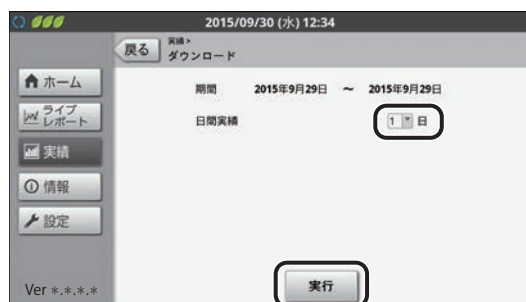 2015/09/30 (水) 12:34
戻る
実績>
ダウンロード
ホーム
ライブ
レポート
実績
情報
設定
Ver *.*.*.*
期間 2015年9月29日 ~ 2015年9月29日
日間実績 1 日
実行